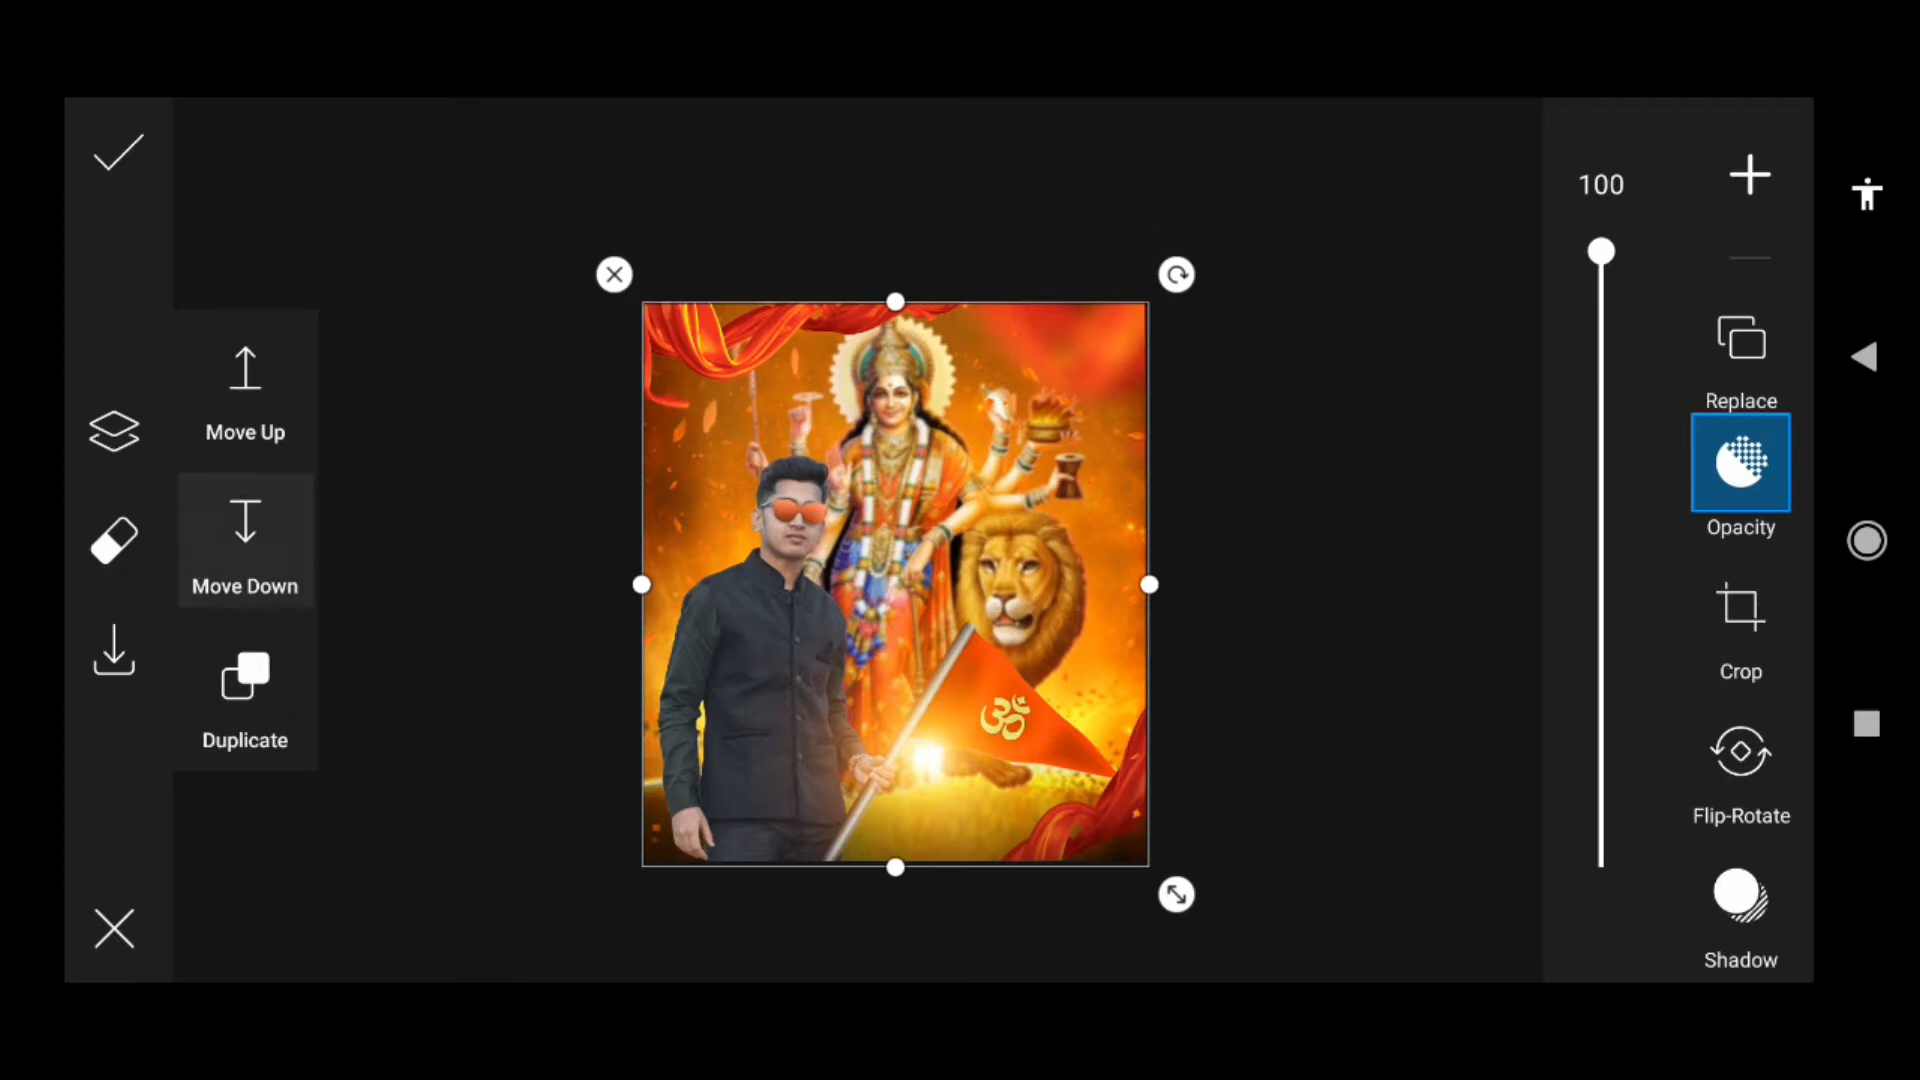 100
Move Up
Move Down
Duplicate
Replace
Opacity
Crop
Flip-Rotate
Shadow
ॐ